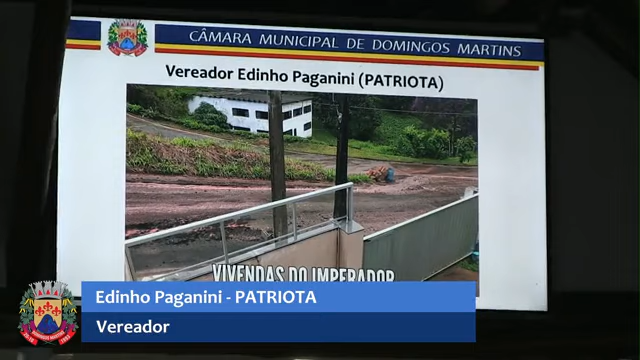 CÂMARA MUNICIPAL DE DOMINGOS MARTINS
Vereador Edinho Paganini (PATRIOTA)
VIVENDAS DO IMPERADOR
Edinho Paganini - PATRIOTA
Vereador